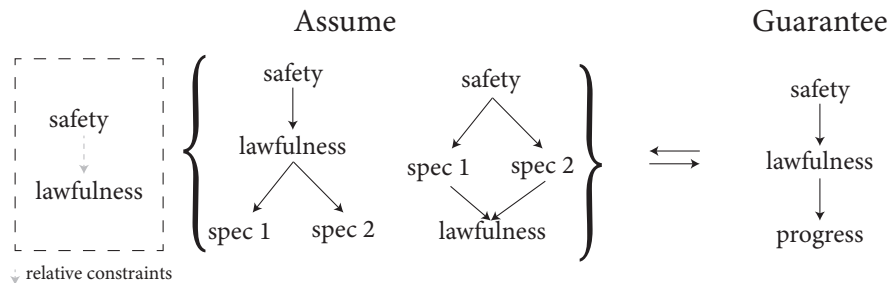 Assume
Guarantee
safety
lawfulness
relative constraints
safety
lawfulness
spec 1
spec 2
safety
spec 1
spec 2
lawfulness
safety
lawfulness
progress